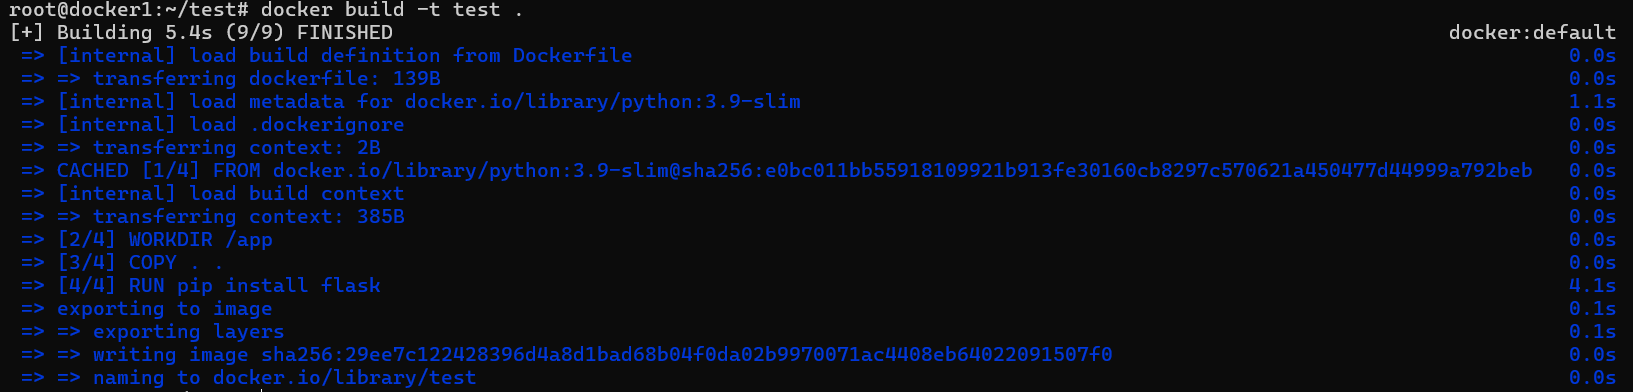 root@docker1:~/test# docker build -t test .
[+] Building 5.4s (9/9) FINISHED docker:default
=> [internal] load build definition from Dockerfile 0.0s
=> => transferring dockerfile: 139B 0.0s
=> [internal] load metadata for docker.io/library/python:3.9-slim 1.1s
=> [internal] load .dockerignore 0.0s
=> => transferring context: 2B 0.0s
=> CACHED [1/4] FROM docker.io/library/python:3.9-slim@sha256:e0bc011bb55918109921b913fe30160cb8297c570621a450477d44999a792beb 0.0s
=> [internal] load build context 0.0s
=> => transferring context: 385B 0.0s
=> [2/4] WORKDIR /app 0.0s
=> [3/4] COPY . . 0.0s
=> [4/4] RUN pip install flask 4.1s
=> exporting to image 0.1s
=> => exporting layers 0.1s
=> => writing image sha256:29ee7c122428396d4a8d1bad68b04f0da02b9970071ac4408eb64022091507f0 0.0s
=> => naming to docker.io/library/test 0.0s